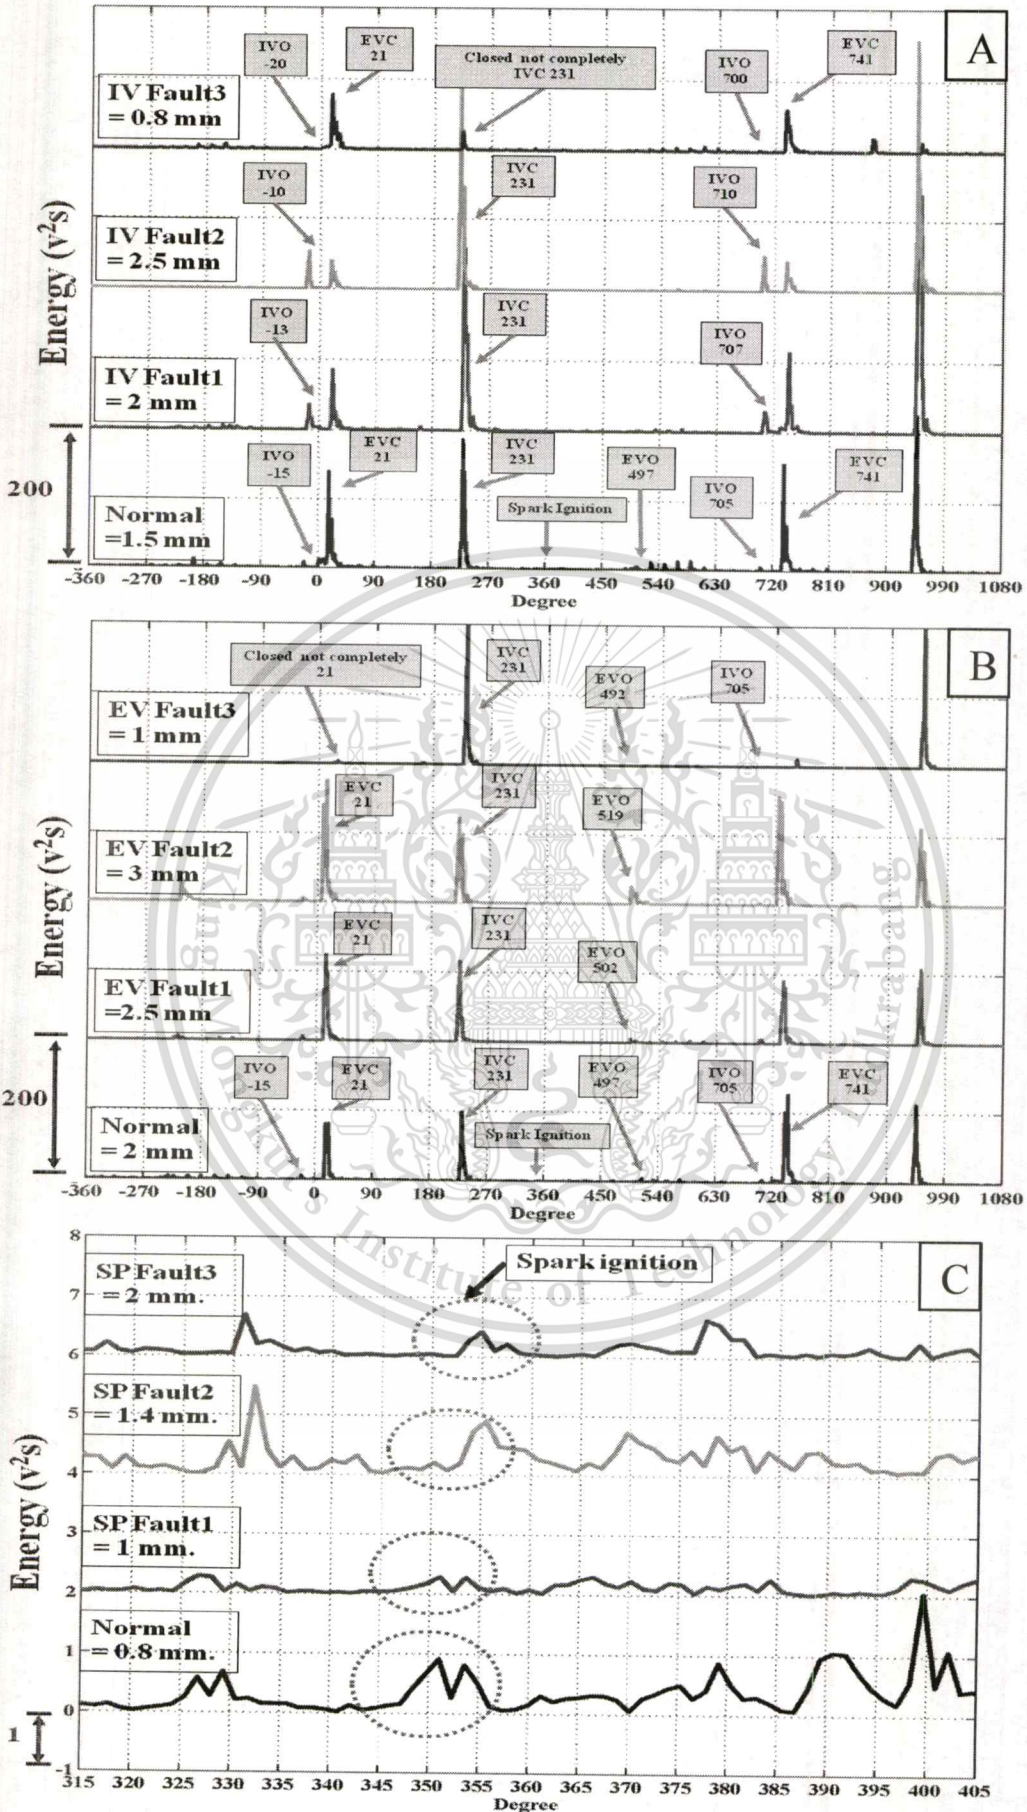 A
IVO
-20
EVC
21
Closed not completely
IVC 231
IVO
700
EVC
741
IV Fault3
= 0.8 mm
IVO
-10
IVC
231
IVO
710
IV Fault2
= 2.5 mm
IVO
-13
IVC
231
IVO
707
IV Fault1
= 2 mm
IVO
-15
EVC
21
IVC
231
EVO
497
IVO
705
EVC
741
Spark Ignition
Normal
=1.5 mm
Energy (v²s)
200
-360 -270 -180 -90 0 90 180 270 360 450 540 630 720 810 900 990 1080
Degree
B
Closed not completely
21
IVC
231
EVO
492
IVO
705
EV Fault3
= 1 mm
EVC
21
IVC
231
EVO
519
EV Fault2
= 3 mm
EVC
21
IVC
231
EVO
502
EV Fault1
=2.5 mm
IVO
-15
EVC
21
IVC
231
EVO
497
IVO
705
EVC
741
Spark Ignition
Normal
= 2 mm
Energy (v²s)
200
-360 -270 -180 -90 0 90 180 270 360 450 540 630 720 810 900 990 1080
Degree
C
Spark ignition
SP Fault3
= 2 mm.
SP Fault2
= 1.4 mm.
SP Fault1
= 1 mm.
Normal
= 0.8 mm.
Energy (v²s)
8
7
6
5
4
3
2
1
0
-1
1
315 320 325 330 335 340 345 350 355 360 365 370 375 380 385 390 395 400 405
Degree
King Mongkut's Institute of Technology Ladkrabang